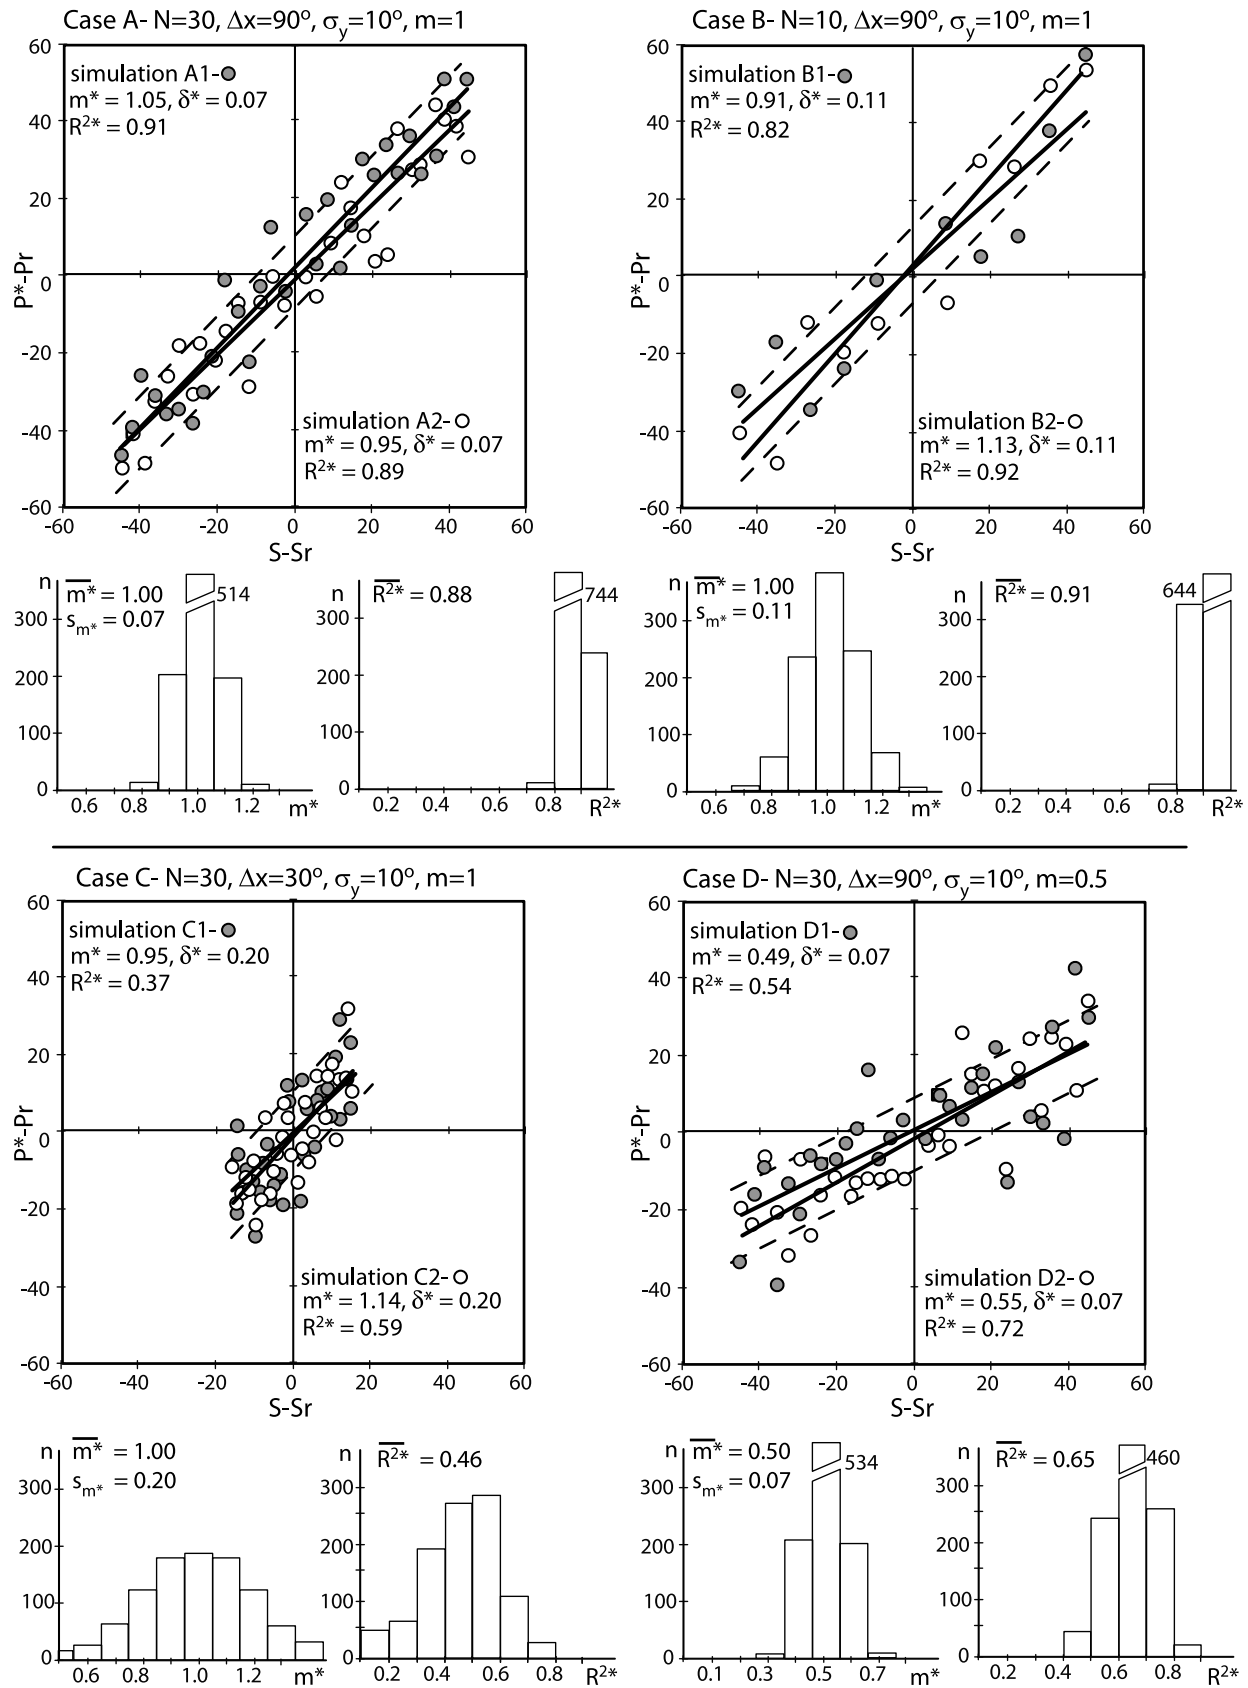 Case A- N=30, Δx=90°, σy=10°, m=1
60
simulation A1-
m* = 1.05, δ* = 0.07
R²* = 0.91
40
20
P*-Pr
0
-40 -20 20 40 60
-20
simulation A2-
m* = 0.95, δ* = 0.07
R²* = 0.89
-40
-60
-60 -40 -20 0 20 40 60
S-Sr
Case B- N=10, Δx=90°, σy=10°, m=1
60
simulation B1-
m* = 0.91, δ* = 0.11
R²* = 0.82
40
20
P*-Pr
0
-40 -20 20 40 60
-20
simulation B2-
m* = 1.13, δ* = 0.11
R²* = 0.92
-40
-60
-60 -40 -20 0 20 40 60
S-Sr
n
m* = 1.00
sm* = 0.07
514
300
200
100
0
0.6 0.8 1.0 1.2 m*
n
R²* = 0.88
744
300
200
100
0
0.2 0.4 0.6 0.8 R²*
n
m* = 1.00
sm* = 0.11
300
200
100
0
0.6 0.8 1.0 1.2 m*
n
R²* = 0.91
644
300
200
100
0
0.2 0.4 0.6 0.8 R²*
Case C- N=30, Δx=30°, σy=10°, m=1
60
simulation C1-
m* = 0.95, δ* = 0.20
R²* = 0.37
40
20
P*-Pr
0
-20
simulation C2-
m* = 1.14, δ* = 0.20
R²* = 0.59
-40
-60
-60 -40 -20 0 20 40 60
S-Sr
Case D- N=30, Δx=90°, σy=10°, m=0.5
60
simulation D1-
m* = 0.49, δ* = 0.07
R²* = 0.54
40
20
P*-Pr
0
-20
simulation D2-
m* = 0.55, δ* = 0.07
R²* = 0.72
-40
-60
-60 -40 -20 0 20 40 60
S-Sr
n
m* = 1.00
sm* = 0.20
300
200
100
0
0.6 0.8 1.0 1.2 m*
n
R²* = 0.46
300
200
100
0
0.2 0.4 0.6 0.8 R²*
n
m* = 0.50
sm* = 0.07
534
300
200
100
0
0.1 0.3 0.5 0.7 m*
n
R²* = 0.65
460
300
200
100
0
0.2 0.4 0.6 0.8 R²*